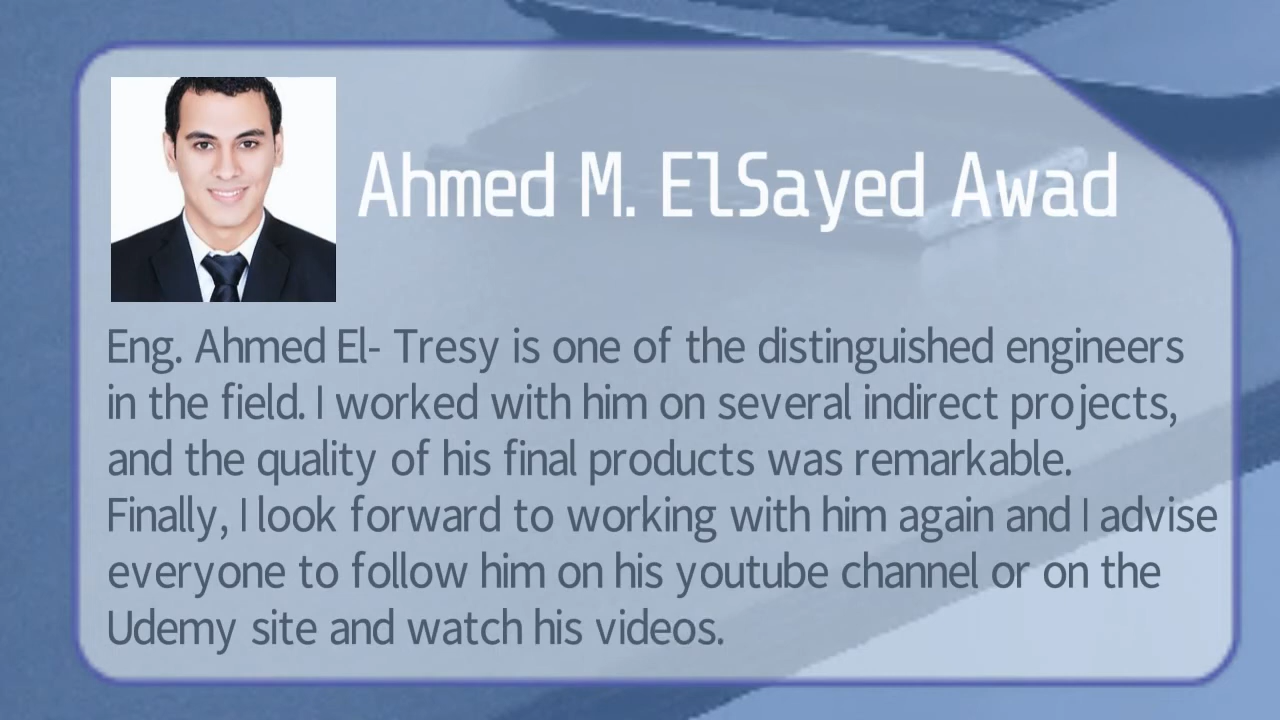 Ahmed M. ElSayed Awad
Eng. Ahmed El- Tresy is one of the distinguished engineers
in the field. I worked with him on several indirect projects,
and the quality of his final products was remarkable.
Finally, I look forward to working with him again and I advise
everyone to follow him on his youtube channel or on the
Udemy site and watch his videos.